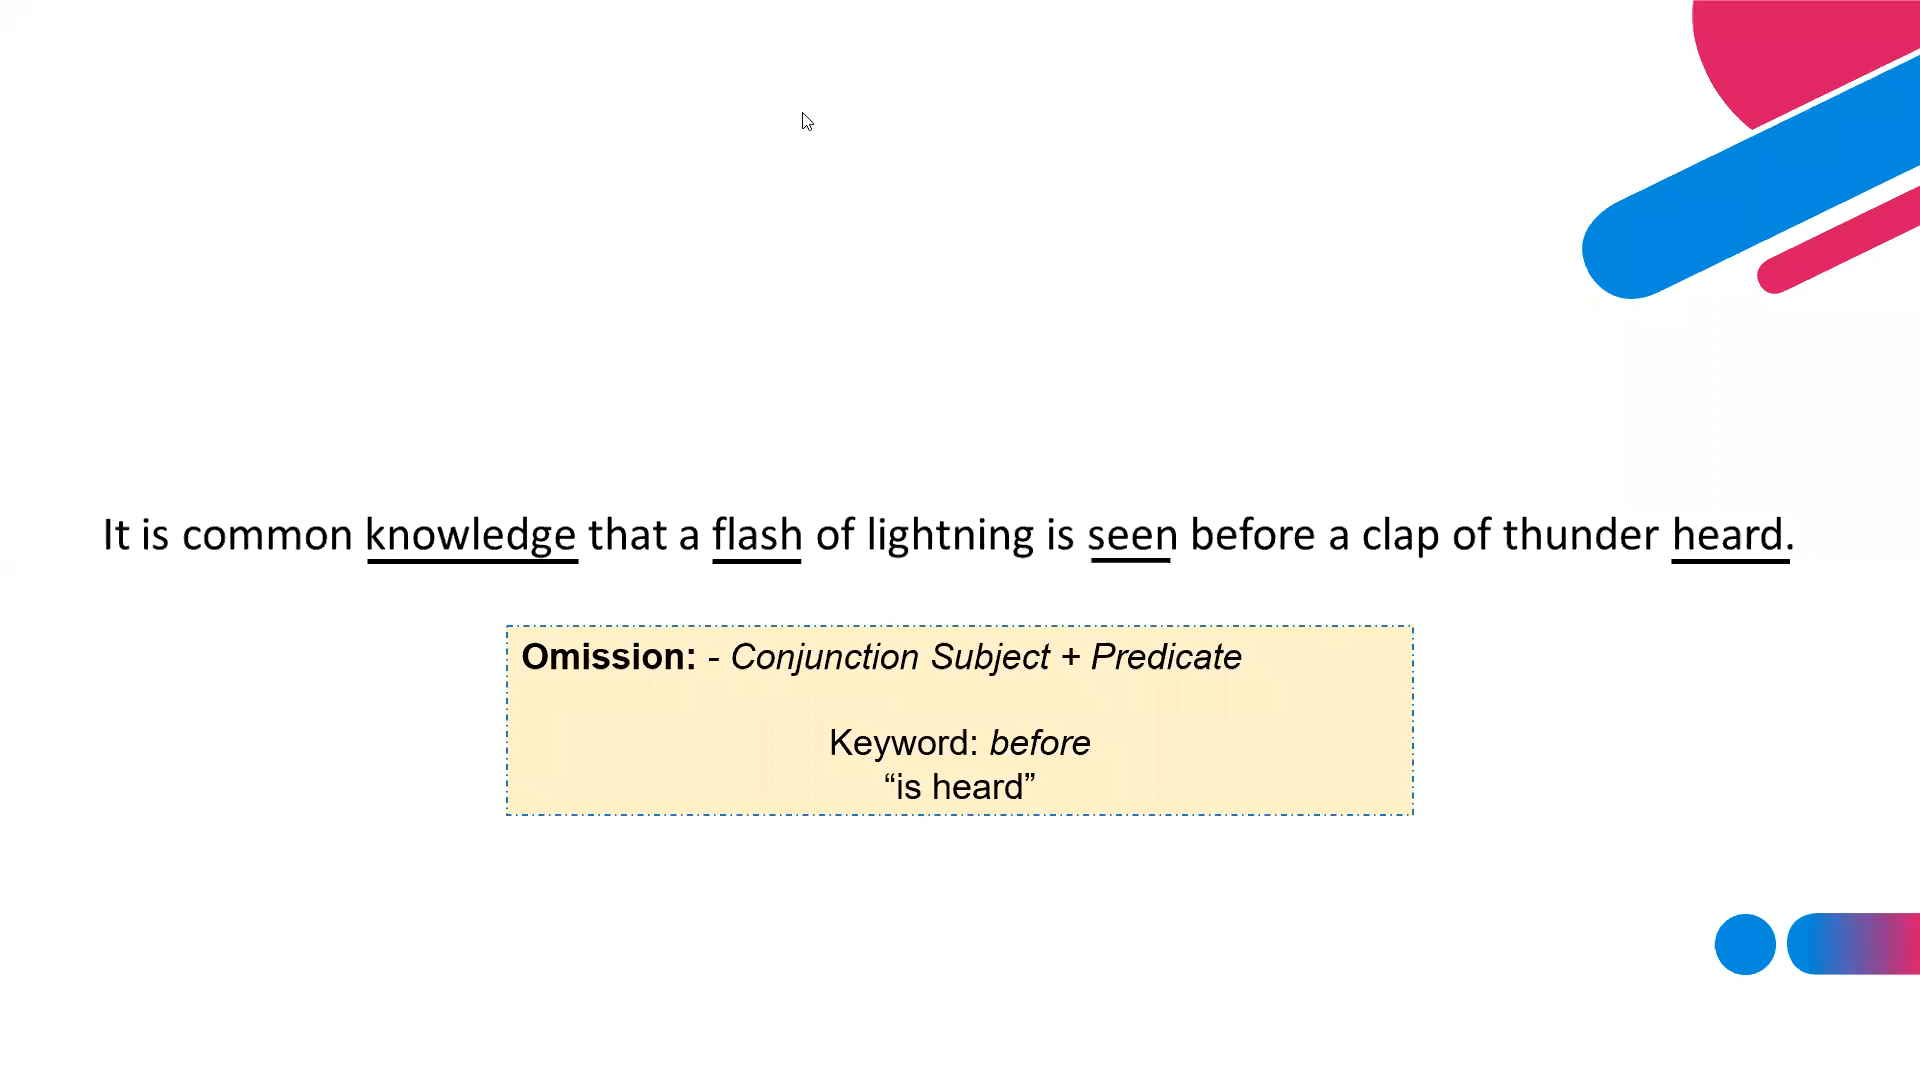 It is common knowledge that a flash of lightning is seen before a clap of thunder heard.
Omission: - Conjunction Subject + Predicate
Keyword: before
“is heard”